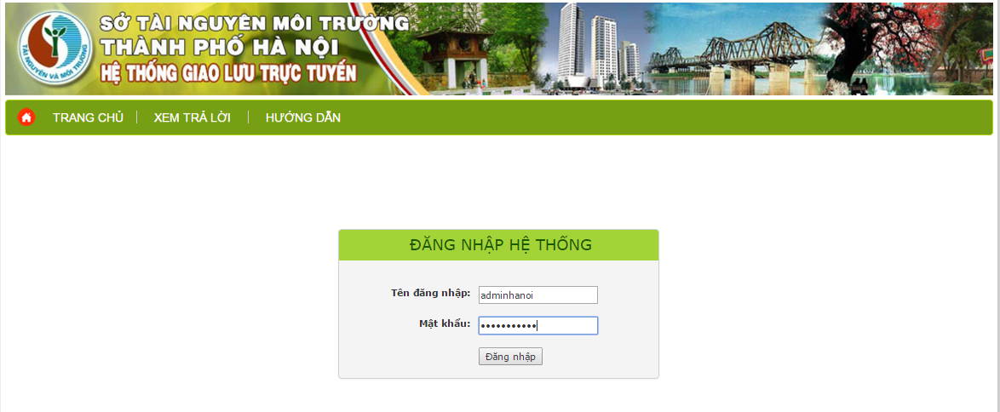 SỞ TÀI NGUYÊN MÔI TRƯỜNG
THÀNH PHỐ HÀ NỘI
HỆ THỐNG GIAO LƯU TRỰC TUYẾN
TÀI NGUYÊN VÀ MÔI TRƯỜNG
TRANG CHỦ XEM TRẢ LỜI HƯỚNG DẪN
ĐĂNG NHẬP HỆ THỐNG
Tên đăng nhập: adminhanoi
Mật khẩu: •••••••••••
Đăng nhập